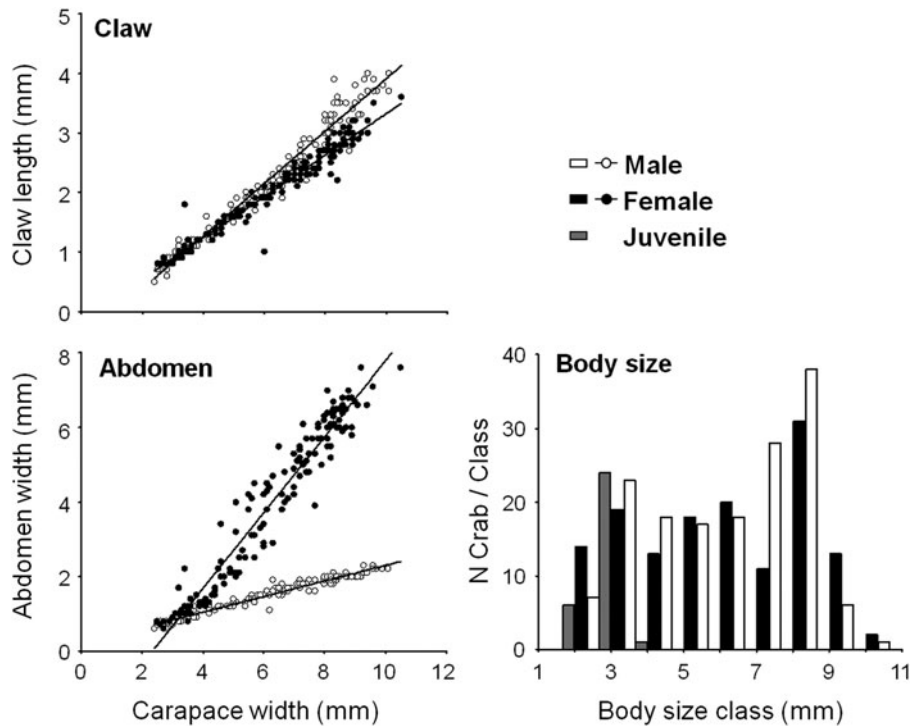 5
Claw
4
3
2
1
0
Claw length (mm)
Male
Female
Juvenile
8
Abdomen
6
4
2
0
Abdomen width (mm)
0 2 4 6 8 10 12
Carapace width (mm)
40
Body size
30
20
10
0
N Crab / Class
1 3 5 7 9 11
Body size class (mm)